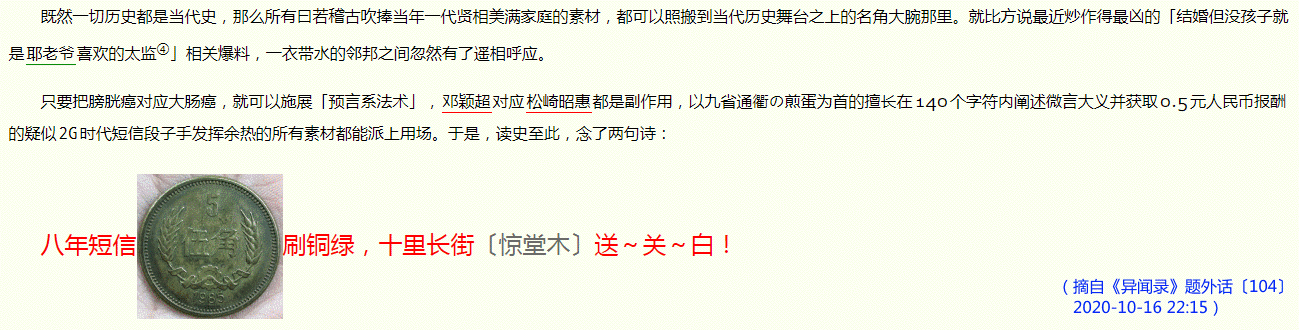 既然一切历史都是当代史，那么所有曰若稽古吹捧当年一代贤相美满家庭的素材，都可以照搬到当代历史舞台之上的名角大腕那里。就比方说最近炒作得最凶的「结婚但没孩子就
是耶老爷喜欢的太监④」相关爆料，一衣带水的邻邦之间忽然有了遥相呼应。
只要把膀胱癌对应大肠癌，就可以施展「预言系法术」，邓颖超对应松崎昭惠都是副作用，以九省通衢の煎蛋为首的擅长在140个字符内阐述微言大义并获取0.5元人民币报酬
的疑似2G时代短信段子手发挥余热的所有素材都能派上用场。于是，读史至此，念了两句诗：
八年短信 5 伍角 1985 刷铜绿，十里长街〔惊堂木〕送～关～白！
（摘自《异闻录》题外话〔104〕
2020-10-16 22:15）